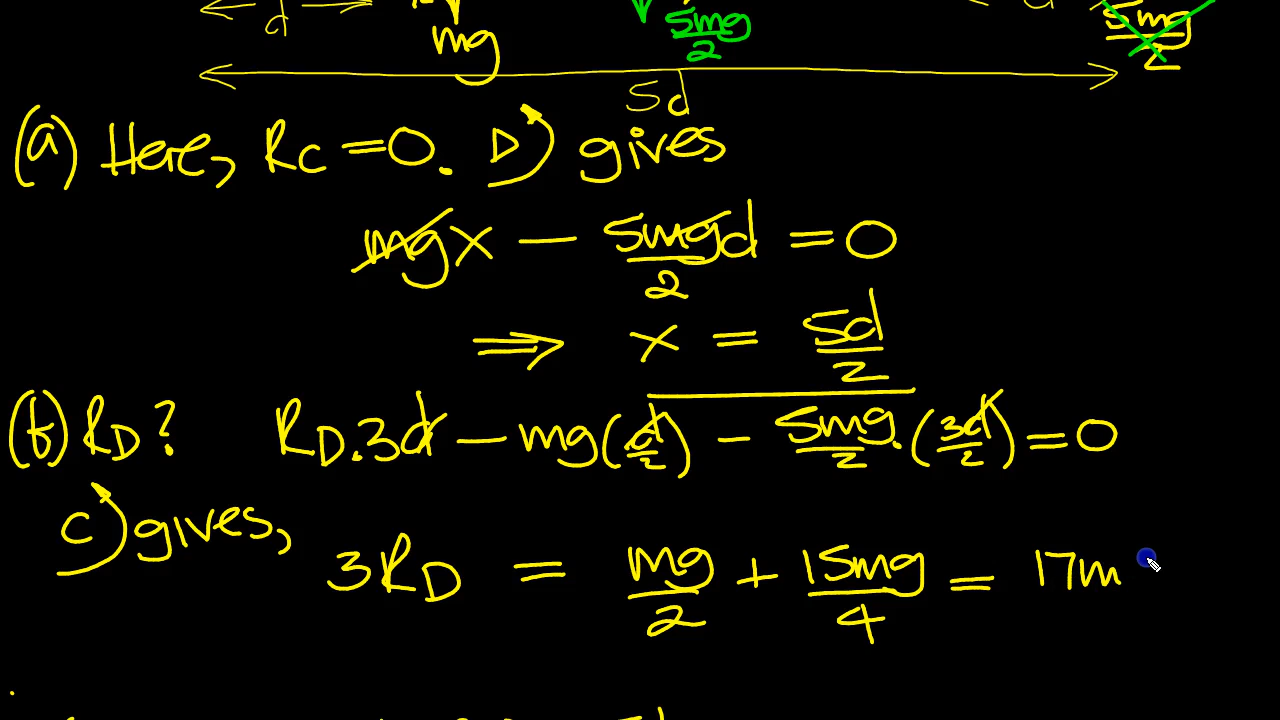 d mg 5mg/2 d 5mg/2
5d
(a) Here, Rc = 0. D) gives
mgx - 5mgd/2 = 0
⇒ x = 5d/2
(b) RD? RD.3d - mg(d/2) - 5mg/2.(3d/2) = 0
C) gives,
3RD = mg/2 + 15mg/4 = 17m